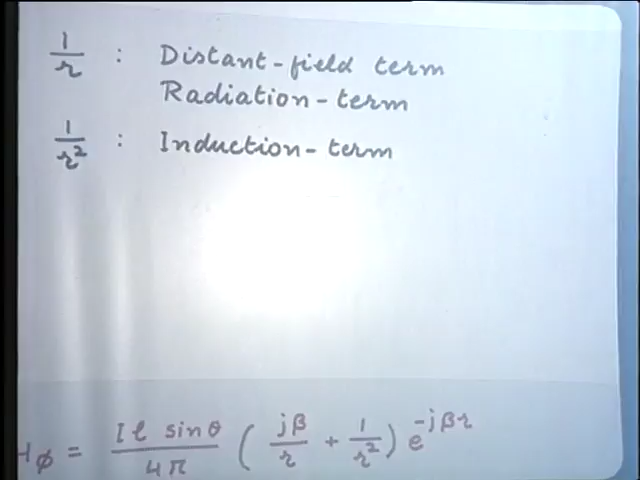 1/r : Distant-field term
Radiation-term
1/r² : Induction-term
Hϕ = Il sinθ/4π (jβ/r + 1/r²) e^-jβr